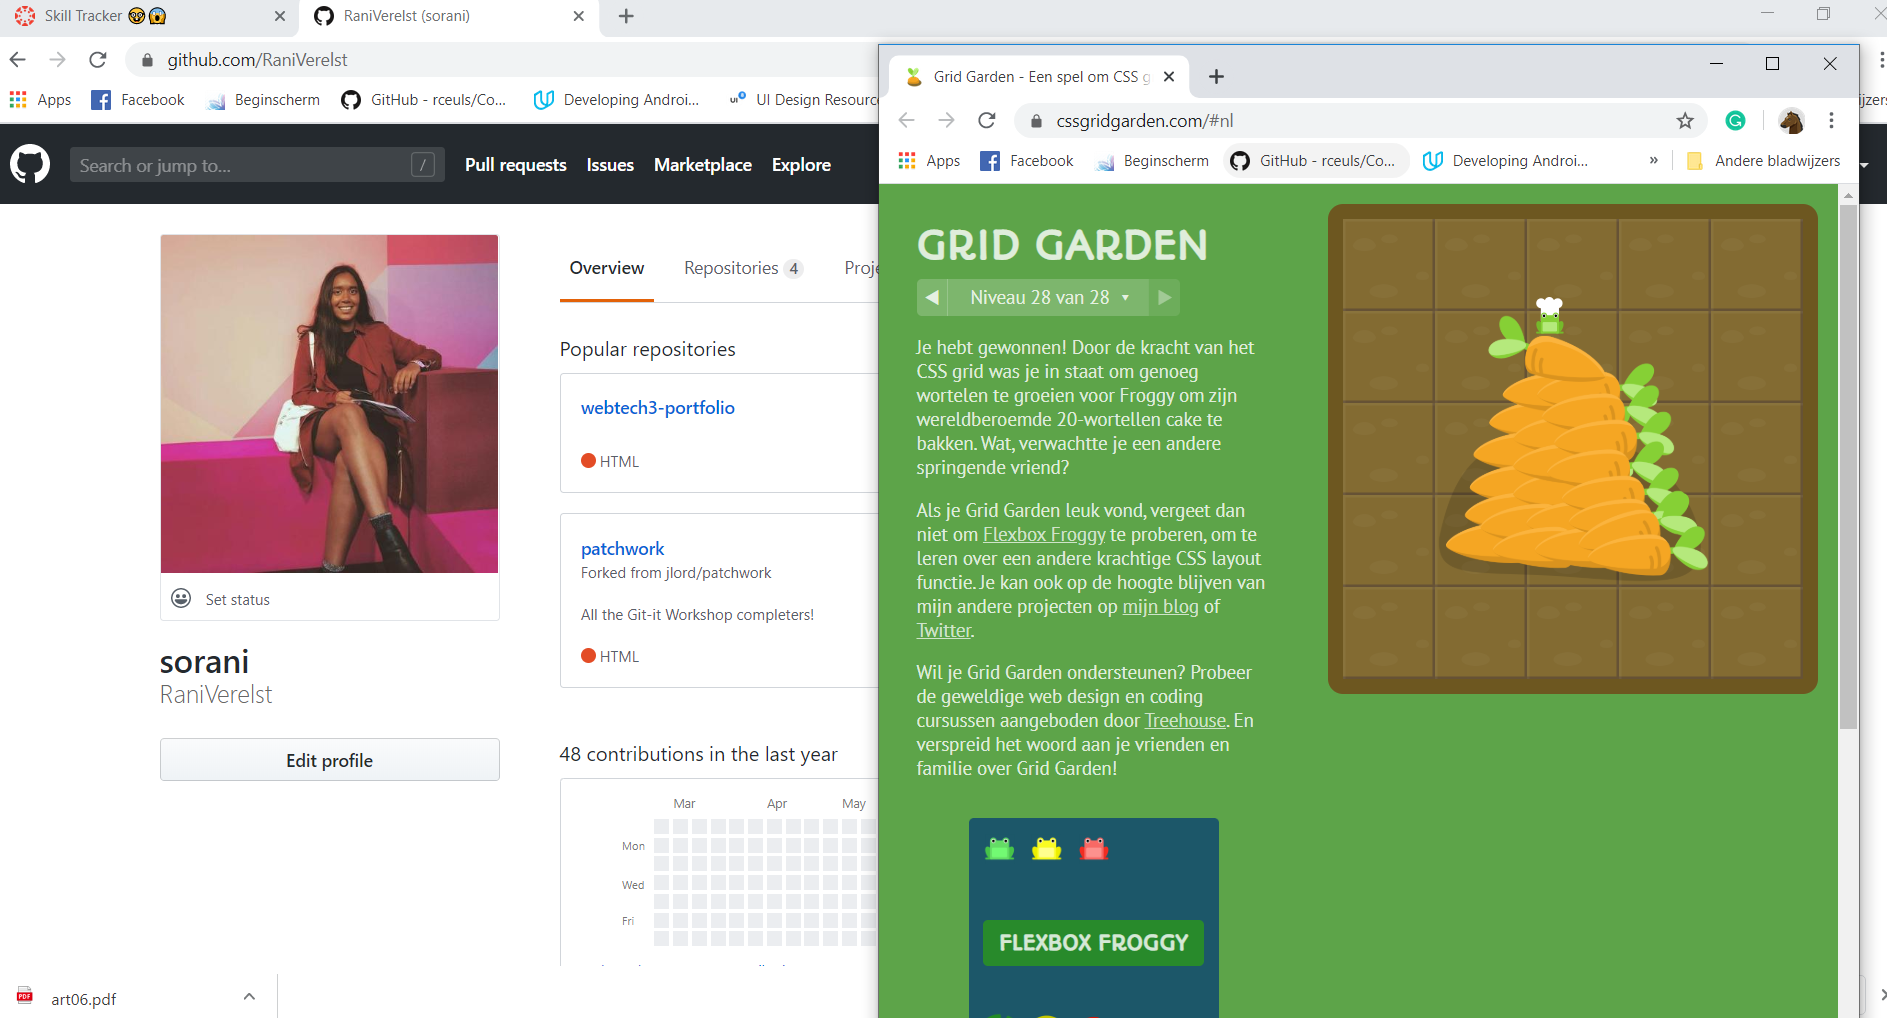 Skill Tracker 🤓😱
RaniVerelst (sorani)
github.com/RaniVerelst
Apps
Facebook
Beginscherm
GitHub - rceuls/Co...
Developing Androi...
UI Design Resourc
ijzers
Search or jump to...
/
Pull requests
Issues
Marketplace
Explore
Overview
Repositories 4
Proje
Popular repositories
webtech3-portfolio
HTML
patchwork
Forked from jlord/patchwork
All the Git-it Workshop completers!
HTML
Set status
sorani
RaniVerelst
Edit profile
48 contributions in the last year
Mar
Apr
May
Mon
Wed
Fri
PDF
art06.pdf
Grid Garden - Een spel om CSS g
cssgridgarden.com/#nl
Apps
Facebook
Beginscherm
GitHub - rceuls/Co...
Developing Androi...
»
Andere bladwijzers
GRID GARDEN
Niveau 28 van 28
Je hebt gewonnen! Door de kracht van het
CSS grid was je in staat om genoeg
wortelen te groeien voor Froggy om zijn
wereldberoemde 20-wortellen cake te
bakken. Wat, verwachtte je een andere
springende vriend?
Als je Grid Garden leuk vond, vergeet dan
niet om Flexbox Froggy te proberen, om te
leren over een andere krachtige CSS layout
functie. Je kan ook op de hoogte blijven van
mijn andere projecten op mijn blog of
Twitter.
Wil je Grid Garden ondersteunen? Probeer
de geweldige web design en coding
cursussen aangeboden door Treehouse. En
verspreid het woord aan je vrienden en
familie over Grid Garden!
FLEXBOX FROGGY